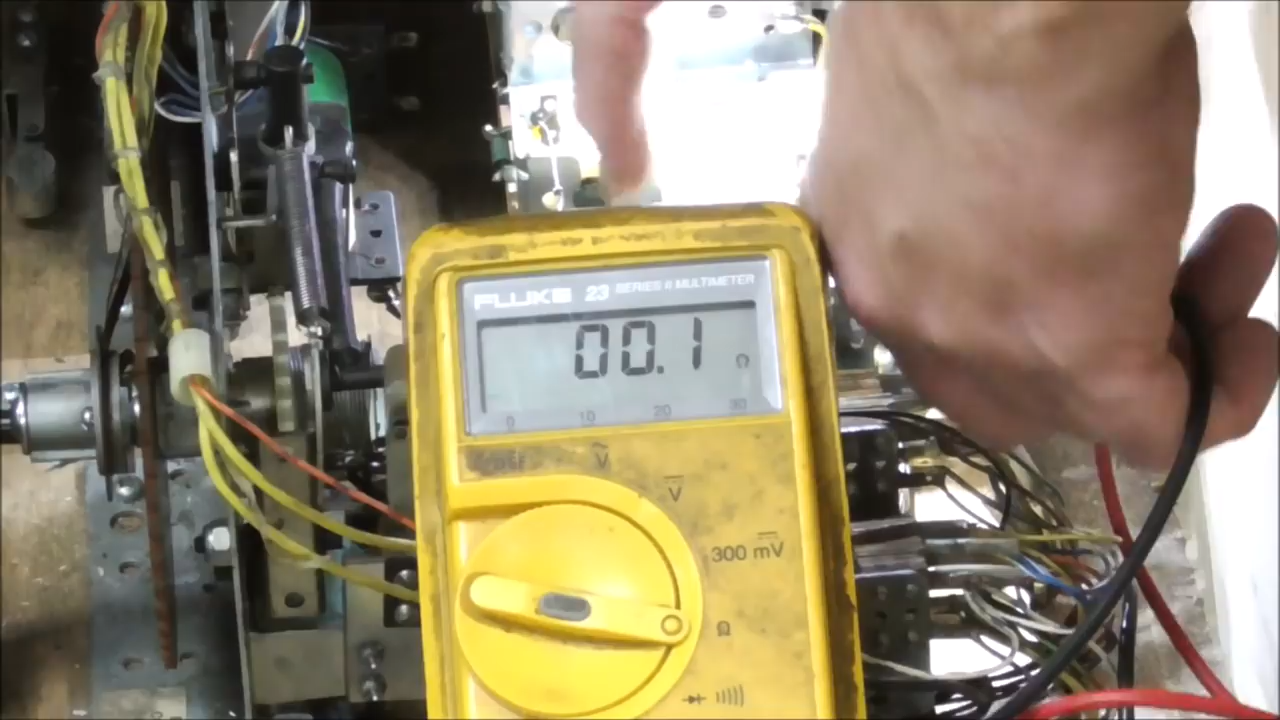 FLUKE 23 SERIES II MULTIMETER
00.1 Ω
0 10 20 30
V
V
300 mV
Ω